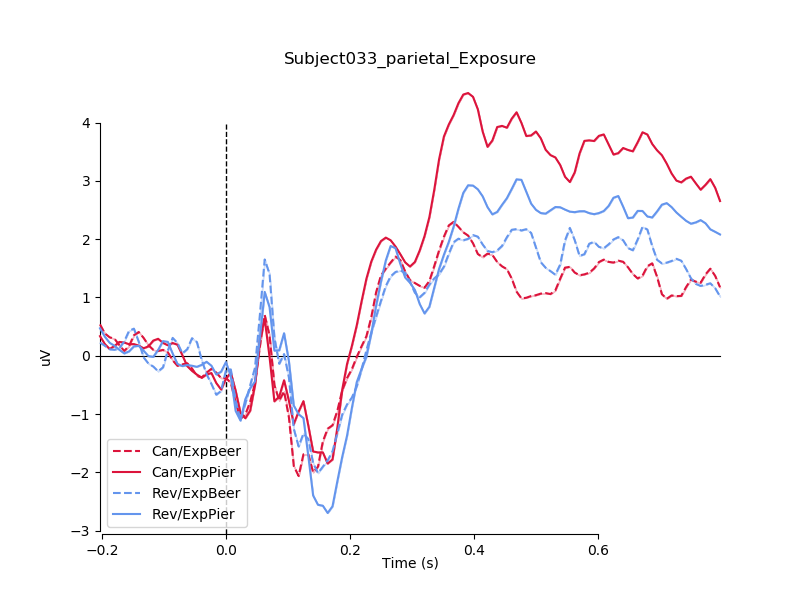 Subject033_parietal_Exposure
4
3
2
1
0
−1
−2
−3
uV
Can/ExpBeer
Can/ExpPier
Rev/ExpBeer
Rev/ExpPier
−0.2
0.0
0.2
0.4
0.6
Time (s)